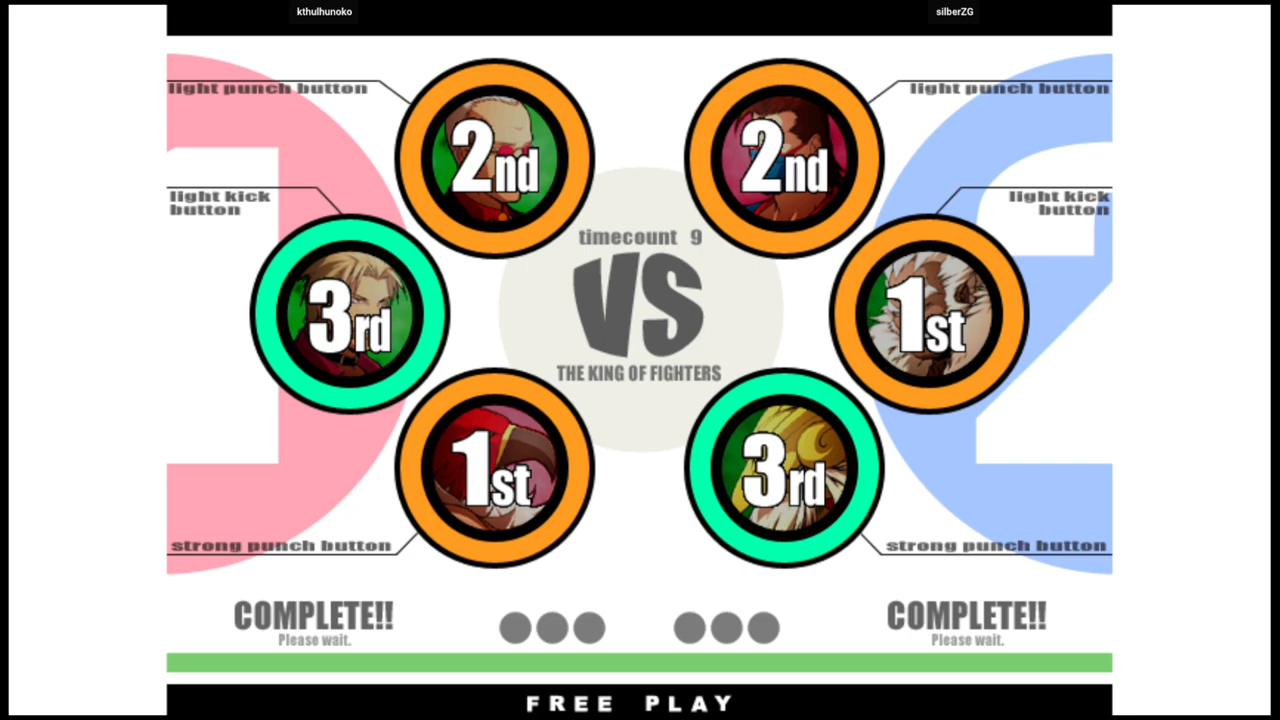 kthulhunoko
silberZG
light punch button
light punch button
2nd
2nd
light kick
button
light kick
button
timecount 9
VS
THE KING OF FIGHTERS
3rd
1st
1st
3rd
strong punch button
strong punch button
COMPLETE!!
Please wait.
COMPLETE!!
Please wait.
FREE PLAY